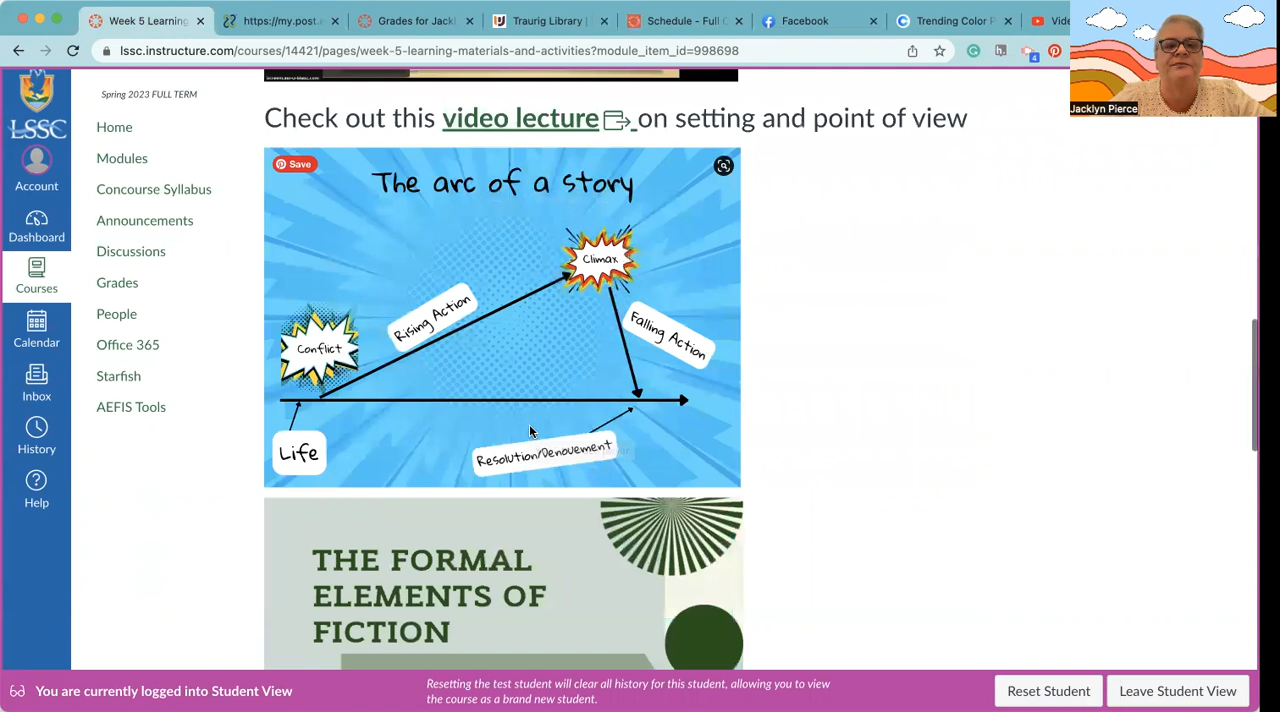 Week 5 Learning
https://my.post.
Grades for Jackl
Traurig Library |
Schedule - Full C
Facebook
Trending Color P
Vide
lssc.instructure.com/courses/14421/pages/week-5-learning-materials-and-activities?module_item_id=998698
4
Jacklyn Pierce
LSSC
Account
Dashboard
Courses
Calendar
Inbox
History
Help
Spring 2023 FULL TERM
Home
Modules
Concourse Syllabus
Announcements
Discussions
Grades
People
Office 365
Starfish
AEFIS Tools
Check out this video lecture on setting and point of view
Save
The arc of a story
Climax
Rising Action
Falling Action
Conflict
Life
Resolution/Denouement
THE FORMAL
ELEMENTS OF
FICTION
You are currently logged into Student View
Resetting the test student will clear all history for this student, allowing you to view
the course as a brand new student.
Reset Student
Leave Student View